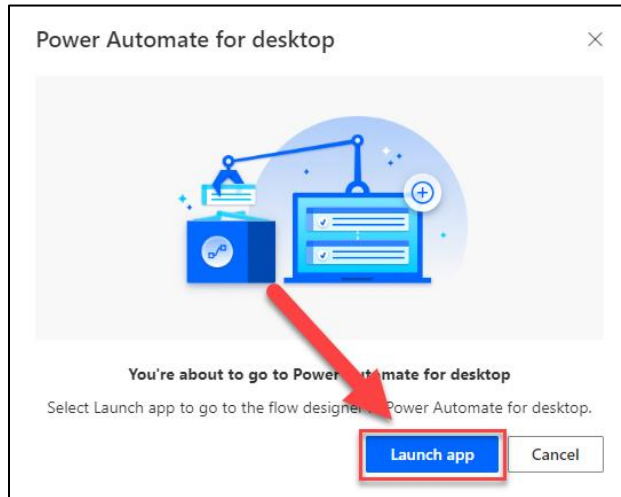 Power Automate for desktop
You're about to go to Power Automate for desktop
Select Launch app to go to the flow designer Power Automate for desktop.
Launch app
Cancel